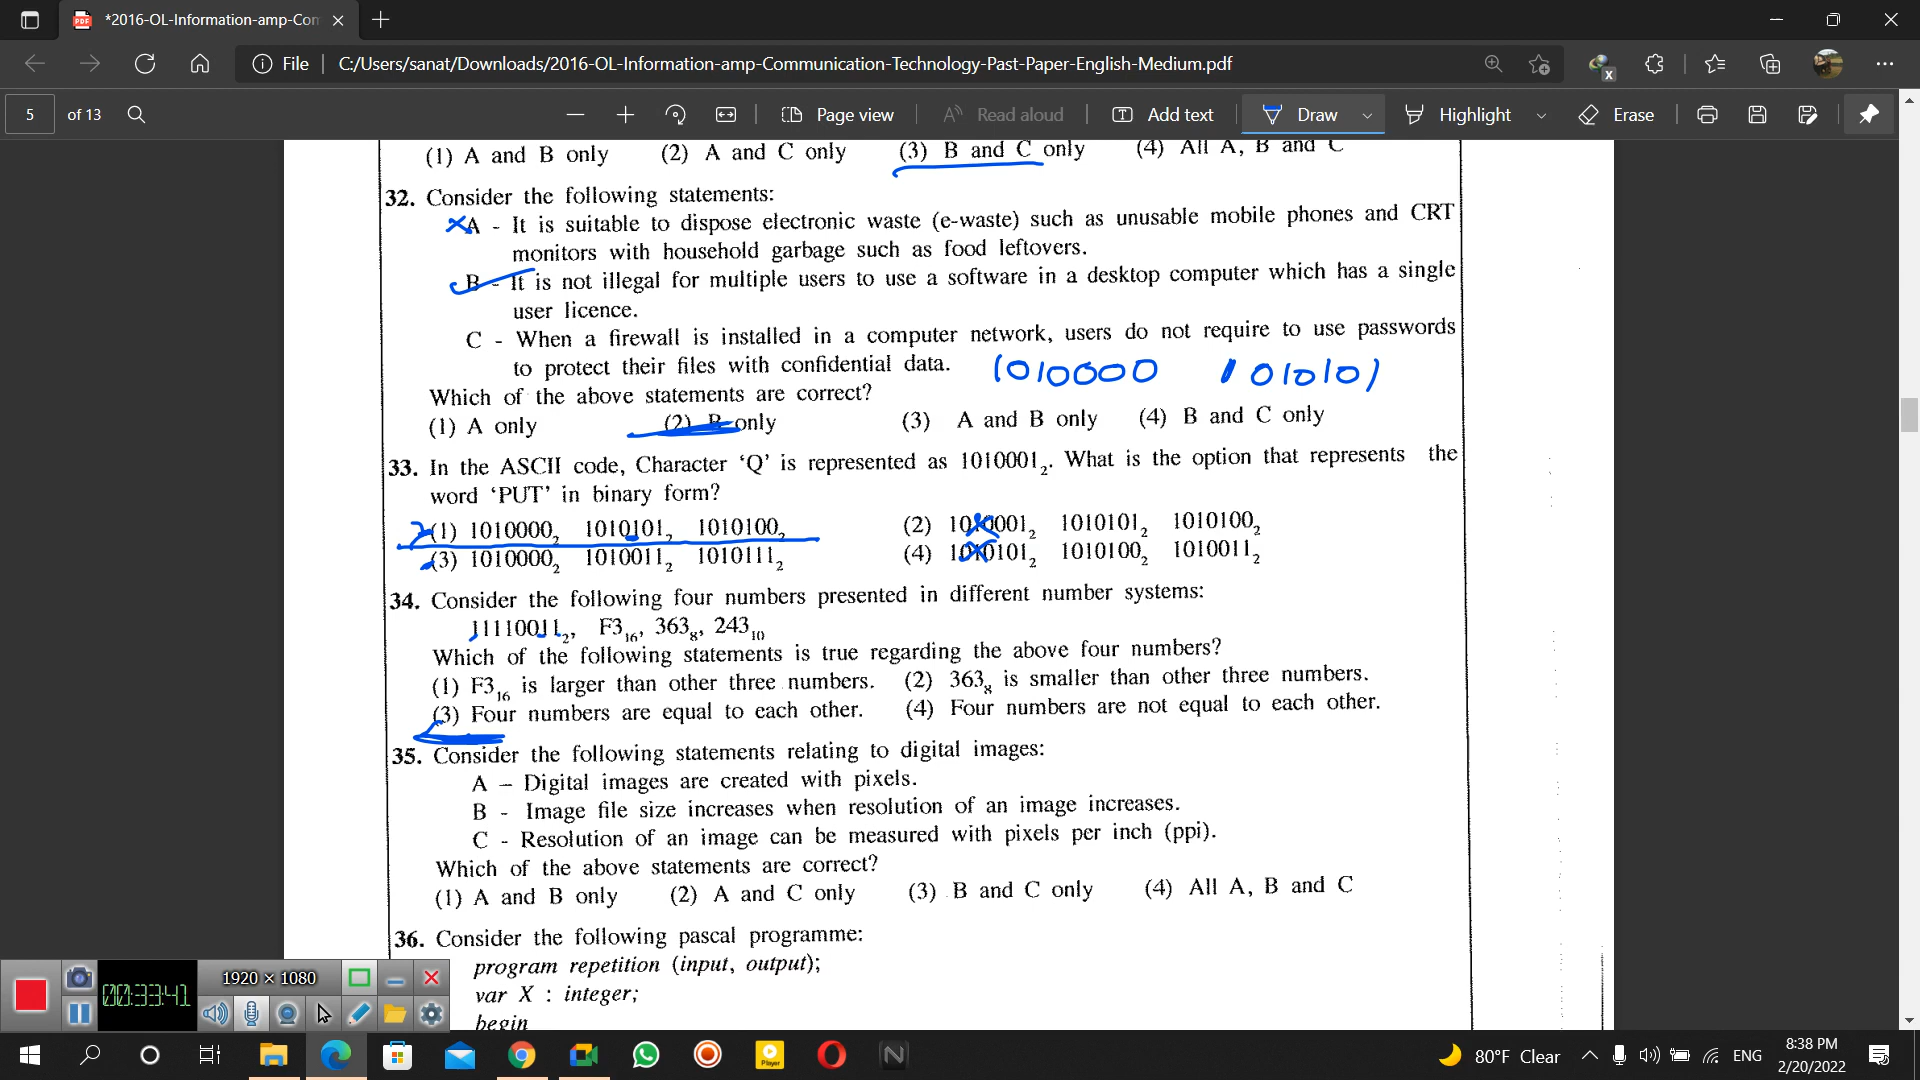 *2016-OL-Information-amp-Com
File
C:/Users/sanat/Downloads/2016-OL-Information-amp-Communication-Technology-Past-Paper-English-Medium.pdf
5 of 13
Page view
Read aloud
Add text
Draw
Highlight
Erase
(1) A and B only (2) A and C only (3) B and C only (4) All A, B and C
32. Consider the following statements:
A - It is suitable to dispose electronic waste (e-waste) such as unusable mobile phones and CRT
monitors with household garbage such as food leftovers.
B - It is not illegal for multiple users to use a software in a desktop computer which has a single
user licence.
C - When a firewall is installed in a computer network, users do not require to use passwords
to protect their files with confidential data.
1010000 1010101
Which of the above statements are correct?
(1) A only (2) B only (3) A and B only (4) B and C only
33. In the ASCII code, Character ‘Q’ is represented as 1010001₂. What is the option that represents the
word ‘PUT’ in binary form?
(1) 1010000₂ 1010101₂ 1010100₂ (2) 1010001₂ 1010101₂ 1010100₂
(3) 1010000₂ 1010011₂ 1010111₂ (4) 1010101₂ 1010100₂ 1010011₂
34. Consider the following four numbers presented in different number systems:
11110011₂, F3₁₆, 363₈, 243₁₀
Which of the following statements is true regarding the above four numbers?
(1) F3₁₆ is larger than other three numbers. (2) 363₈ is smaller than other three numbers.
(3) Four numbers are equal to each other. (4) Four numbers are not equal to each other.
35. Consider the following statements relating to digital images:
A – Digital images are created with pixels.
B - Image file size increases when resolution of an image increases.
C - Resolution of an image can be measured with pixels per inch (ppi).
Which of the above statements are correct?
(1) A and B only (2) A and C only (3) B and C only (4) All A, B and C
36. Consider the following pascal programme:
program repetition (input, output);
var X : integer;
begin
1920 × 1080
00:33:41
80°F Clear
ENG
8:38 PM
2/20/2022